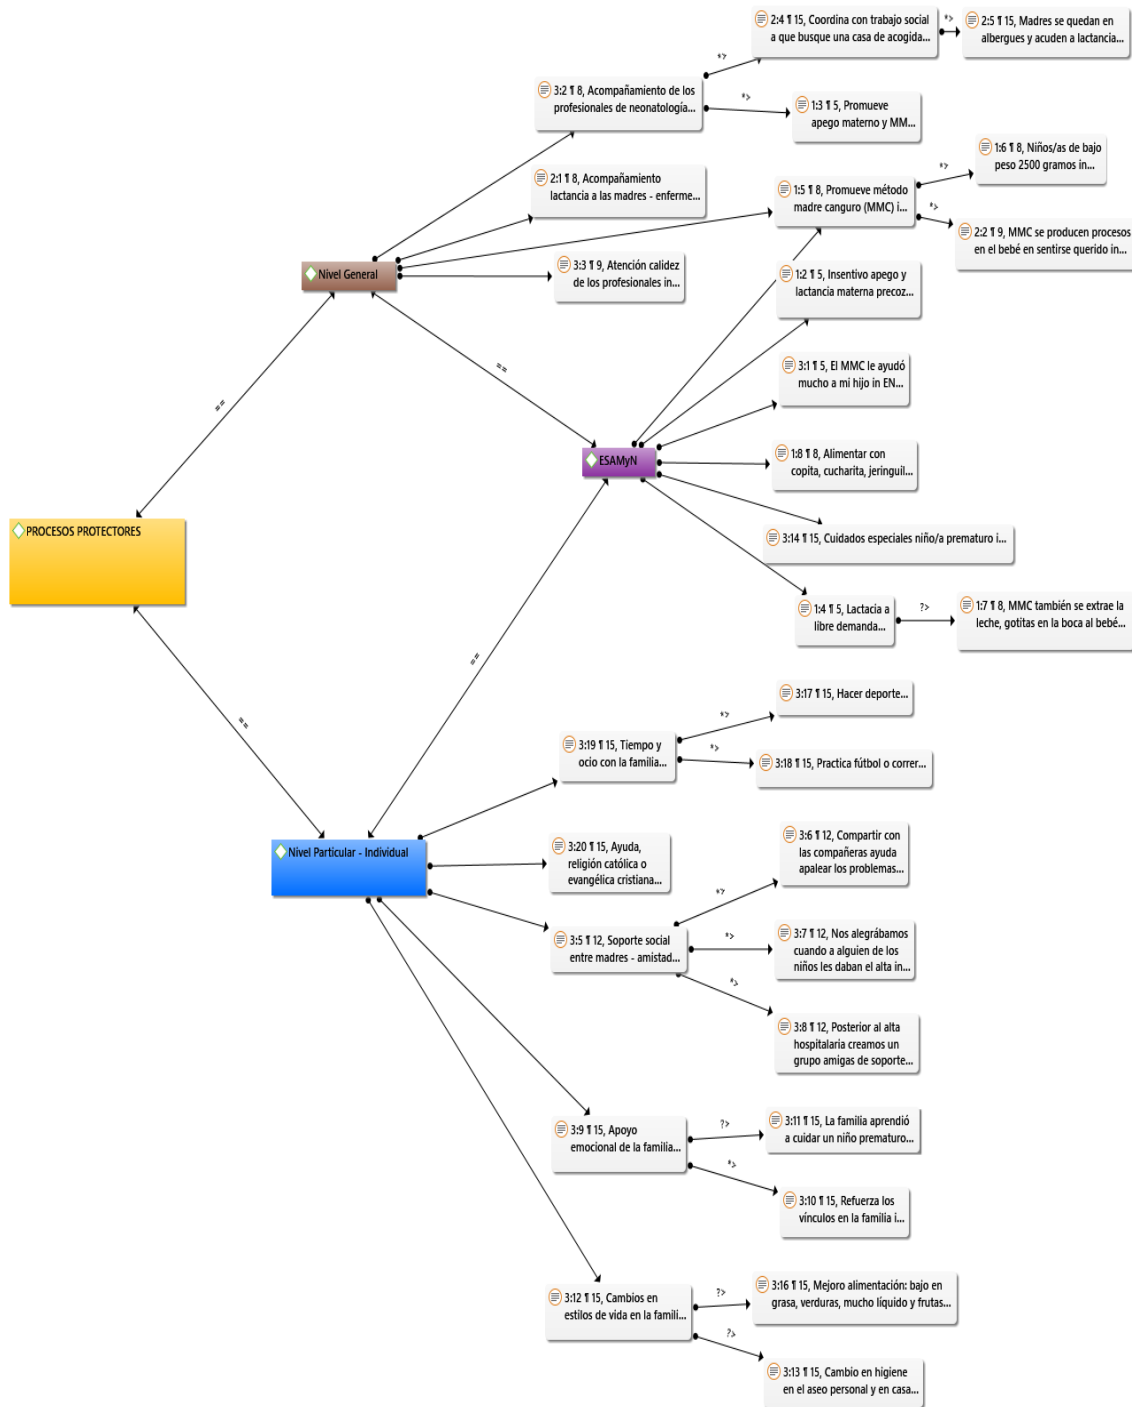 2:4 ¶ 15, Coordina con trabajo social
a que busque una casa de acogida...
*>
2:5 ¶ 15, Madres se quedan en
albergues y acuden a lactancia...
*>
3:2 ¶ 8, Acompañamiento de los
profesionales de neonatología...
*>
1:3 ¶ 5, Promueve
apego materno y MM...
1:6 ¶ 8, Niños/as de bajo
peso 2500 gramos in...
*>
2:1 ¶ 8, Acompañamiento
lactancia a las madres - enferme...
1:5 ¶ 8, Promueve método
madre canguro (MMC) i...
*>
2:2 ¶ 9, MMC se producen procesos
en el bebé en sentirse querido in...
Nivel General
3:3 ¶ 9, Atención calidez
de los profesionales in...
1:2 ¶ 5, Insentivo apego y
lactancia materna precoz...
==
==
3:1 ¶ 5, El MMC le ayudó
mucho a mi hijo in EN...
ESAMyN
1:8 ¶ 8, Alimentar con
copita, cucharita, jeringuil...
PROCESOS PROTECTORES
3:14 ¶ 15, Cuidados especiales niño/a prematuro i...
1:4 ¶ 5, Lactacia a
libre demanda...
?>
1:7 ¶ 8, MMC también se extrae la
leche, gotitas en la boca al bebé...
==
==
3:17 ¶ 15, Hacer deporte...
*>
3:19 ¶ 15, Tiempo y
ocio con la familia...
*>
3:18 ¶ 15, Practica fútbol o correr...
Nivel Particular - Individual
3:20 ¶ 15, Ayuda,
religión católica o
evangélica cristiana...
3:6 ¶ 12, Compartir con
las compañeras ayuda
apalear los problemas...
*>
3:5 ¶ 12, Soporte social
entre madres - amistad...
*>
3:7 ¶ 12, Nos alegrábamos
cuando a alguien de los
niños les daban el alta in...
*>
3:8 ¶ 12, Posterior al alta
hospitalaria creamos un
grupo amigas de soporte...
3:9 ¶ 15, Apoyo
emocional de la familia...
?>
3:11 ¶ 15, La familia aprendió
a cuidar un niño prematuro...
*>
3:10 ¶ 15, Refuerza los
vínculos en la familia i...
3:12 ¶ 15, Cambios en
estilos de vida en la famili...
?>
3:16 ¶ 15, Mejoro alimentación: bajo en
grasa, verduras, mucho líquido y frutas...
?>
3:13 ¶ 15, Cambio en higiene
en el aseo personal y en casa...